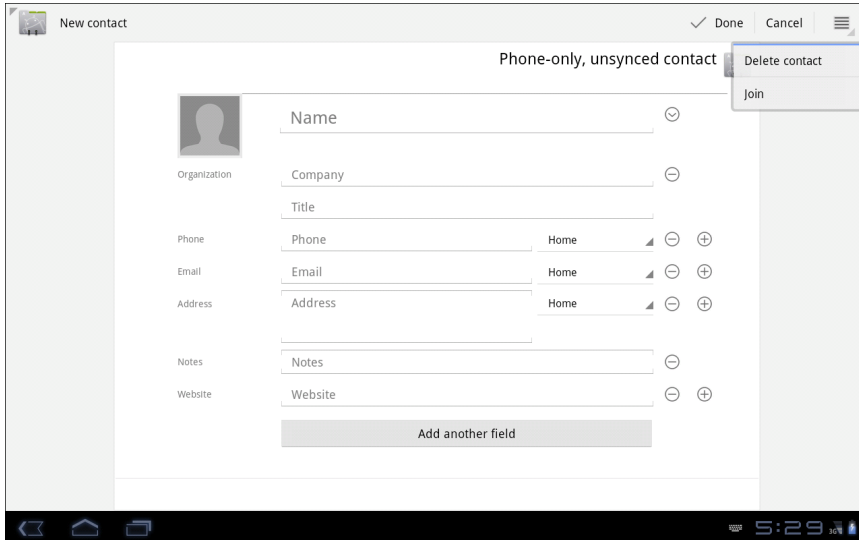 New contact
Done
Cancel
Phone-only, unsynced contact
Delete contact
Join
Name
Organization
Company
Title
Phone
Phone
Home
Email
Email
Home
Address
Address
Home
Notes
Notes
Website
Website
Add another field
5:29
3G